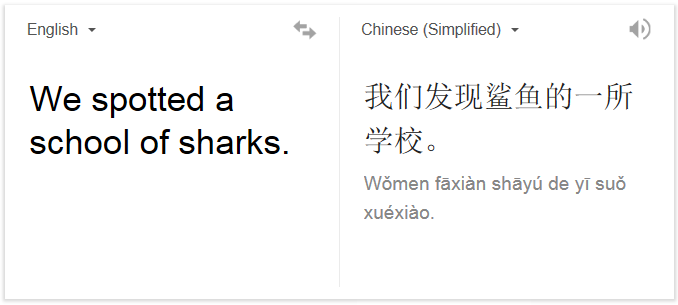 English
Chinese (Simplified)
We spotted a
school of sharks.
我们发现鲨鱼的一所
学校。
Wǒmen fāxiàn shāyú de yī suǒ
xuéxiào.